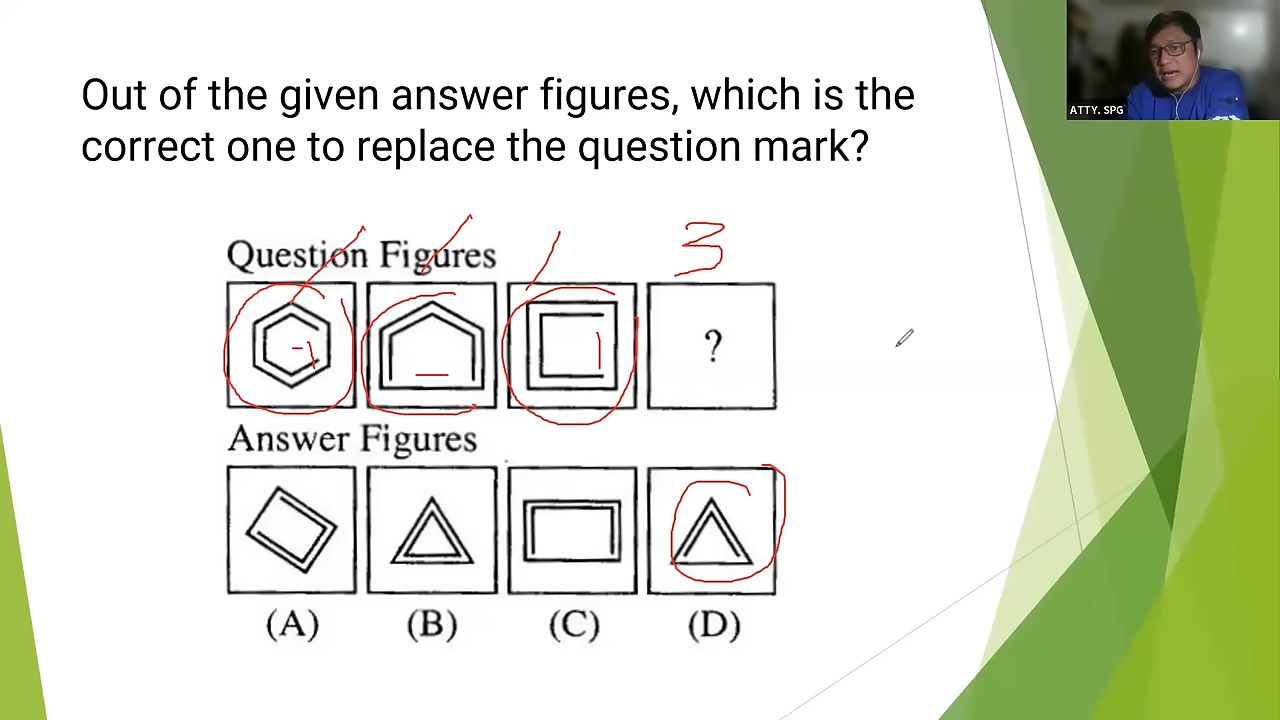 ATTY. SPG
Out of the given answer figures, which is the
correct one to replace the question mark?
3
Question Figures
-1
?
Answer Figures
(A) (B) (C) (D)